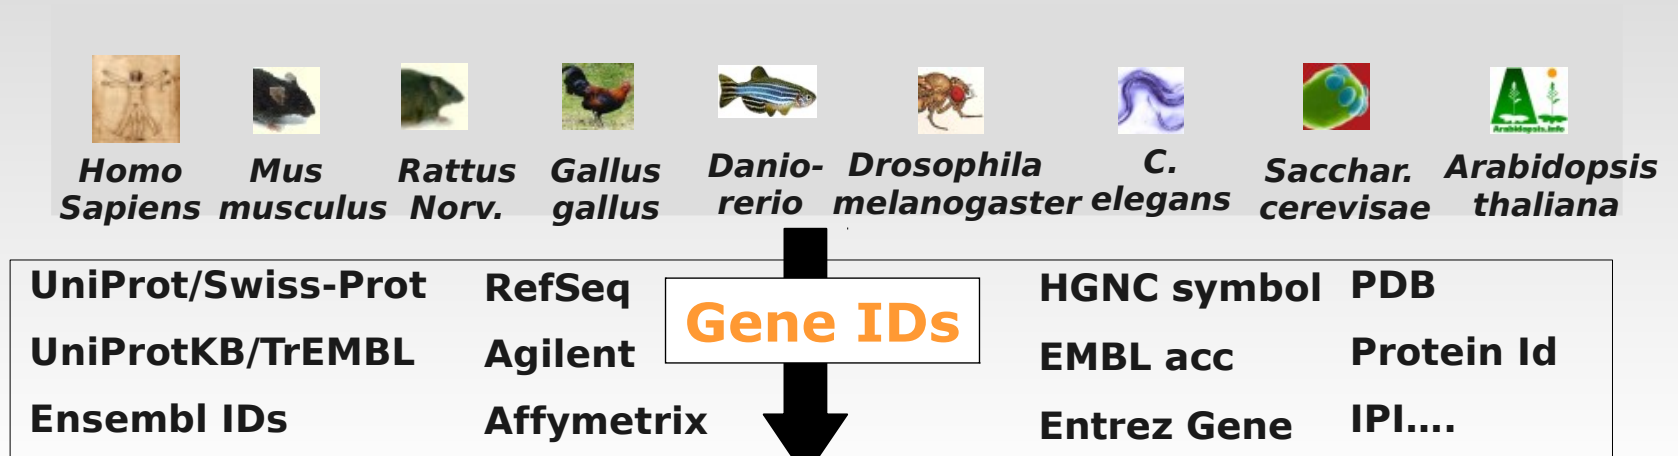 Arabidopsis.info
Homo
Sapiens
Mus
musculus
Rattus
Norv.
Gallus
gallus
Danio-
rerio
Drosophila
melanogaster
C.
elegans
Sacchar.
cerevisae
Arabidopsis
thaliana
UniProt/Swiss-Prot
UniProtKB/TrEMBL
Ensembl IDs
RefSeq
Agilent
Affymetrix
Gene IDs
HGNC symbol
EMBL acc
Entrez Gene
PDB
Protein Id
IPI....